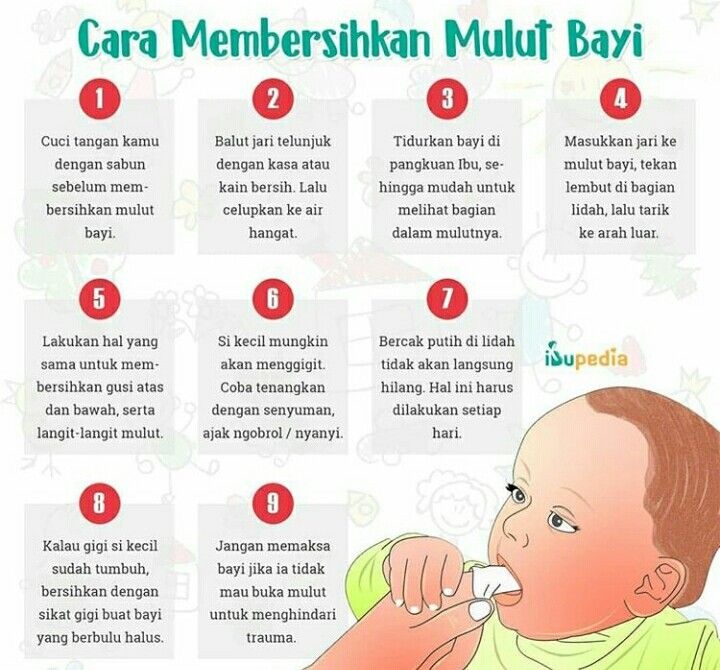 Cara Membersihkan Mulut Bayi
1
Cuci tangan kamu
dengan sabun
sebelum mem-
bersihkan mulut
bayi.
2
Balut jari telunjuk
dengan kasa atau
kain bersih. Lalu
celupkan ke air
hangat.
3
Tidurkan bayi di
pangkuan Ibu, se-
hingga mudah untuk
melihat bagian
dalam mulutnya.
4
Masukkan jari ke
mulut bayi, tekan
lembut di bagian
lidah, lalu tarik
ke arah luar.
5
Lakukan hal yang
sama untuk mem-
bersihkan gusi atas
dan bawah, serta
langit-langit mulut.
6
Si kecil mungkin
akan menggigit.
Coba tenangkan
dengan senyuman,
ajak ngobrol / nyanyi.
7
Bercak putih di lidah
tidak akan langsung
hilang. Hal ini harus
dilakukan setiap
hari.
ibupedia
8
Kalau gigi si kecil
sudah tumbuh,
bersihkan dengan
sikat gigi buat bayi
yang berbulu halus.
9
Jangan memaksa
bayi jika ia tidak
mau buka mulut
untuk menghindari
trauma.